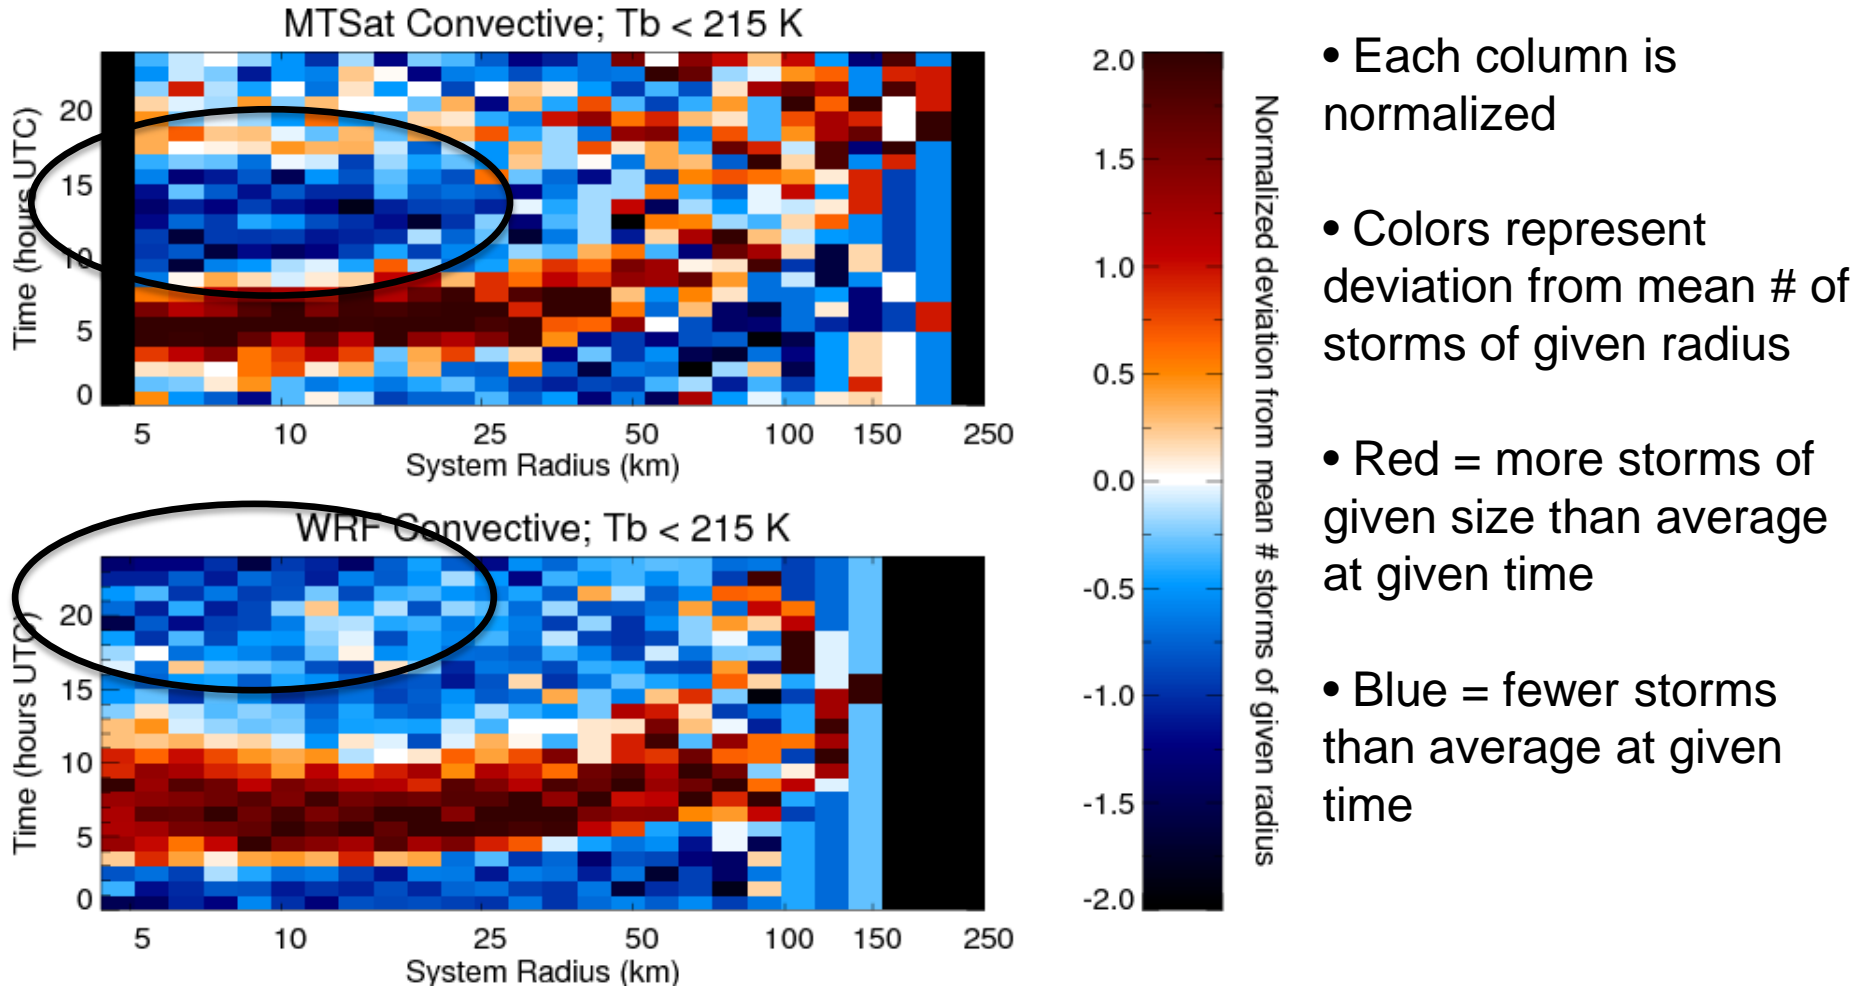 MTSat Convective; Tb < 215 K
Time (hours UTC)
20
15
10
5
0
5 10 25 50 100 150 250
System Radius (km)
WRF Convective; Tb < 215 K
Time (hours UTC)
20
15
10
5
0
5 10 25 50 100 150 250
System Radius (km)
2.0
1.5
1.0
0.5
0.0
-0.5
-1.0
-1.5
-2.0
Normalized deviation from mean # storms of given radius
• Each column is
normalized
• Colors represent
deviation from mean # of
storms of given radius
• Red = more storms of
given size than average
at given time
• Blue = fewer storms
than average at given
time